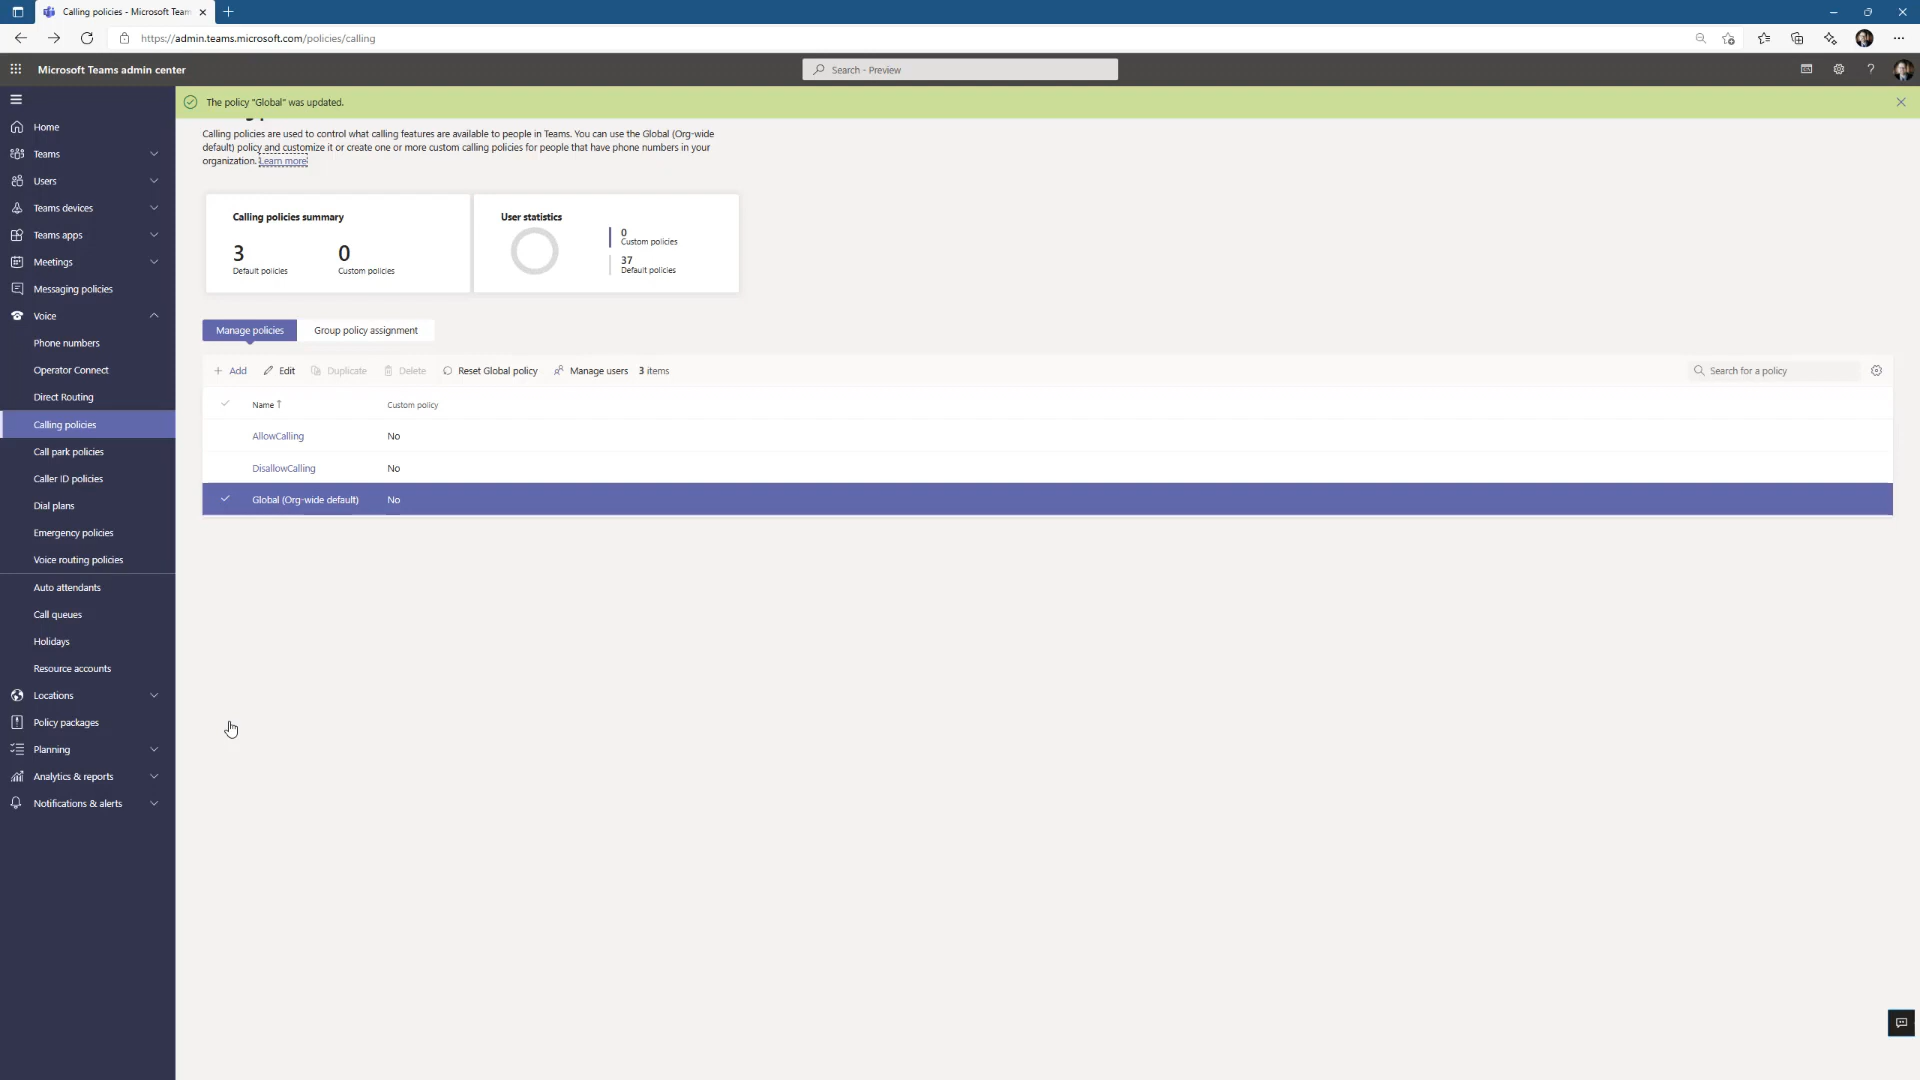 Calling policies - Microsoft Team
https://admin.teams.microsoft.com/policies/calling
Microsoft Teams admin center
Search - Preview
The policy "Global" was updated.
Home
Teams
Users
Teams devices
Teams apps
Meetings
Messaging policies
Voice
Phone numbers
Operator Connect
Direct Routing
Calling policies
Call park policies
Caller ID policies
Dial plans
Emergency policies
Voice routing policies
Auto attendants
Call queues
Holidays
Resource accounts
Locations
Policy packages
Planning
Analytics & reports
Notifications & alerts
Calling policies are used to control what calling features are available to people in Teams. You can use the Global (Org-wide
default) policy and customize it or create one or more custom calling policies for people that have phone numbers in your
organization. Learn more
Calling policies summary
3
Default policies
0
Custom policies
User statistics
0
Custom policies
37
Default policies
Manage policies
Group policy assignment
Add
Edit
Duplicate
Delete
Reset Global policy
Manage users
3 items
Search for a policy
Name ↑
Custom policy
AllowCalling
No
DisallowCalling
No
Global (Org-wide default)
No